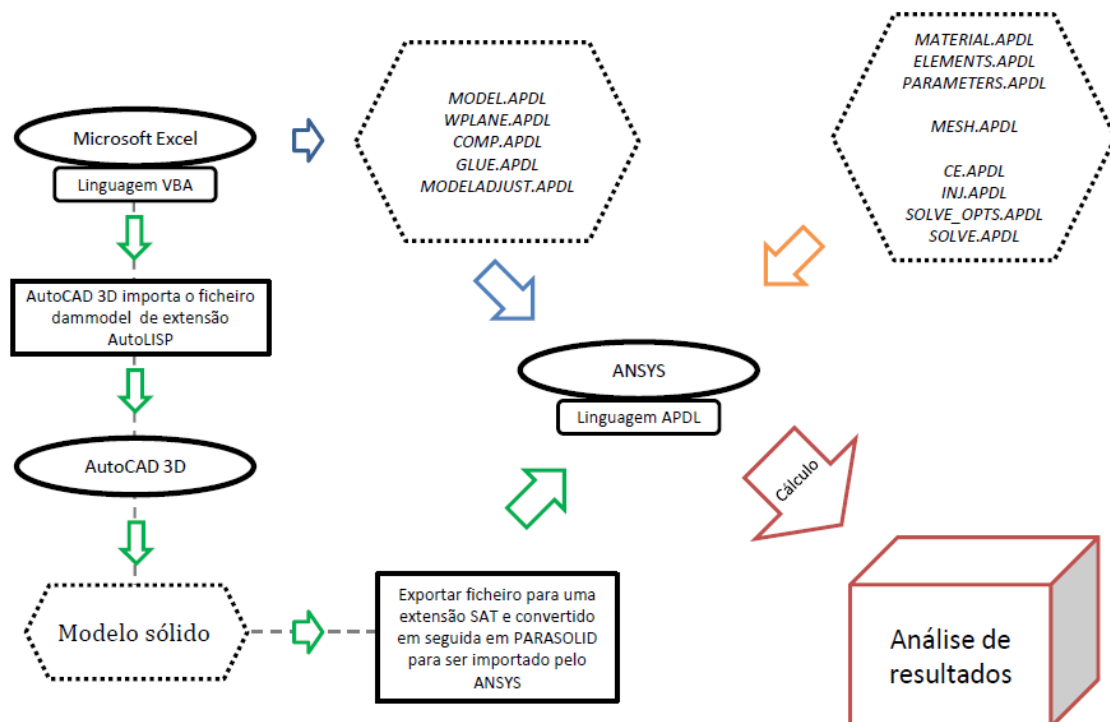 Microsoft Excel
Linguagem VBA
MODEL.APDL
WPLANE.APDL
COMP.APDL
GLUE.APDL
MODELADJUST.APDL
MATERIAL.APDL
ELEMENTS.APDL
PARAMETERS.APDL
MESH.APDL
CE.APDL
INJ.APDL
SOLVE_OPTS.APDL
SOLVE.APDL
AutoCAD 3D importa o ficheiro
dammodel de extensão
AutoLISP
ANSYS
Linguagem APDL
AutoCAD 3D
Cálculo
Modelo sólido
Exportar ficheiro para uma
extensão SAT e convertido
em seguida em PARASOLID
para ser importado pelo
ANSYS
Análise de
resultados